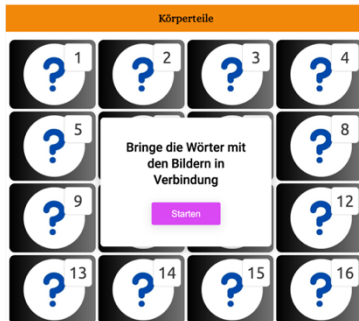 Körperteile
1 2 3 4
5 8
Bringe die Wörter mit
den Bildern in
Verbindung
9 12
Starten
13 14 15 16